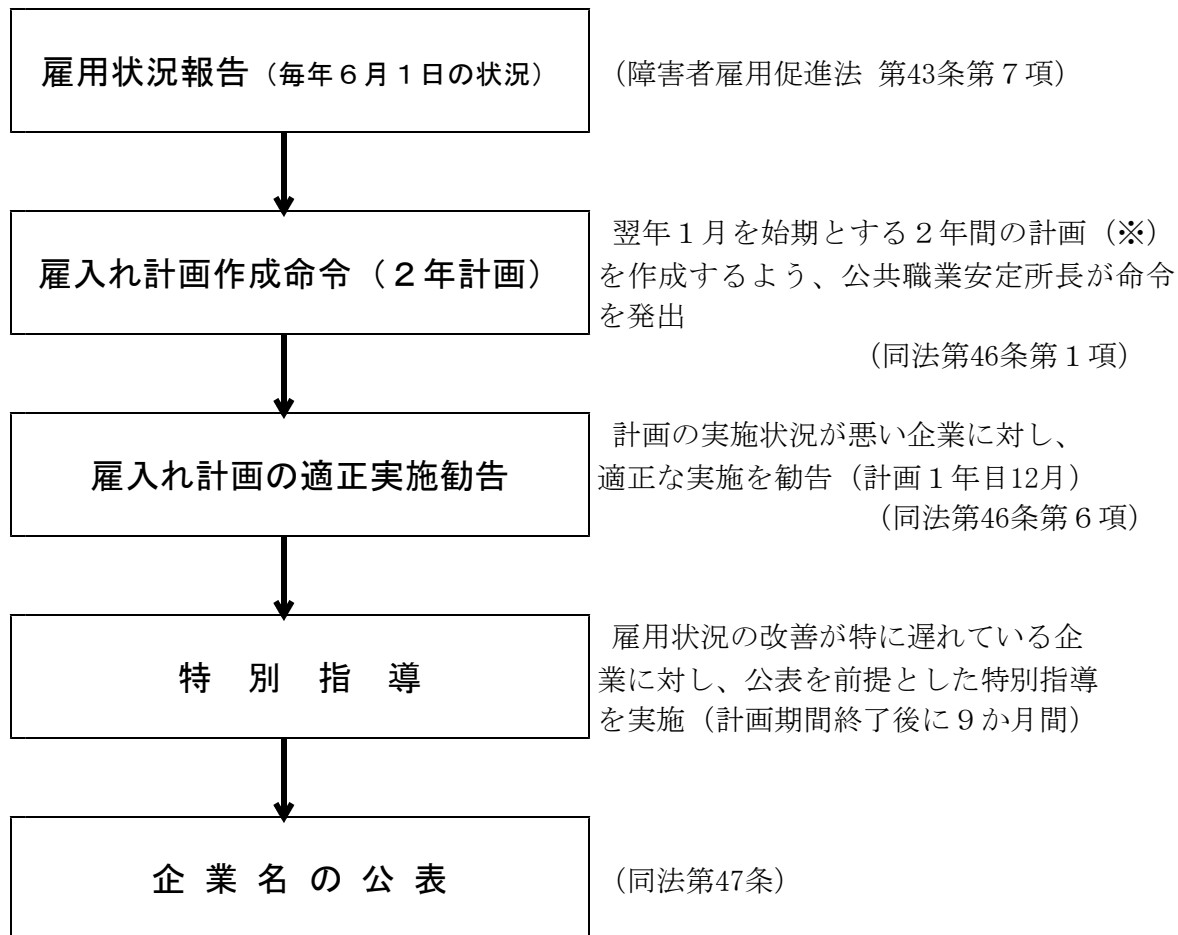 雇用状況報告（毎年６月１日の状況）
（障害者雇用促進法 第43条第７項）
雇入れ計画作成命令（２年計画）
翌年１月を始期とする２年間の計画（※）
を作成するよう、公共職業安定所長が命令
を発出
（同法第46条第１項）
雇入れ計画の適正実施勧告
計画の実施状況が悪い企業に対し、
適正な実施を勧告（計画１年目12月）
（同法第46条第６項）
特 別 指 導
雇用状況の改善が特に遅れている企
業に対し、公表を前提とした特別指導
を実施（計画期間終了後に９か月間）
企 業 名 の 公 表
（同法第47条）